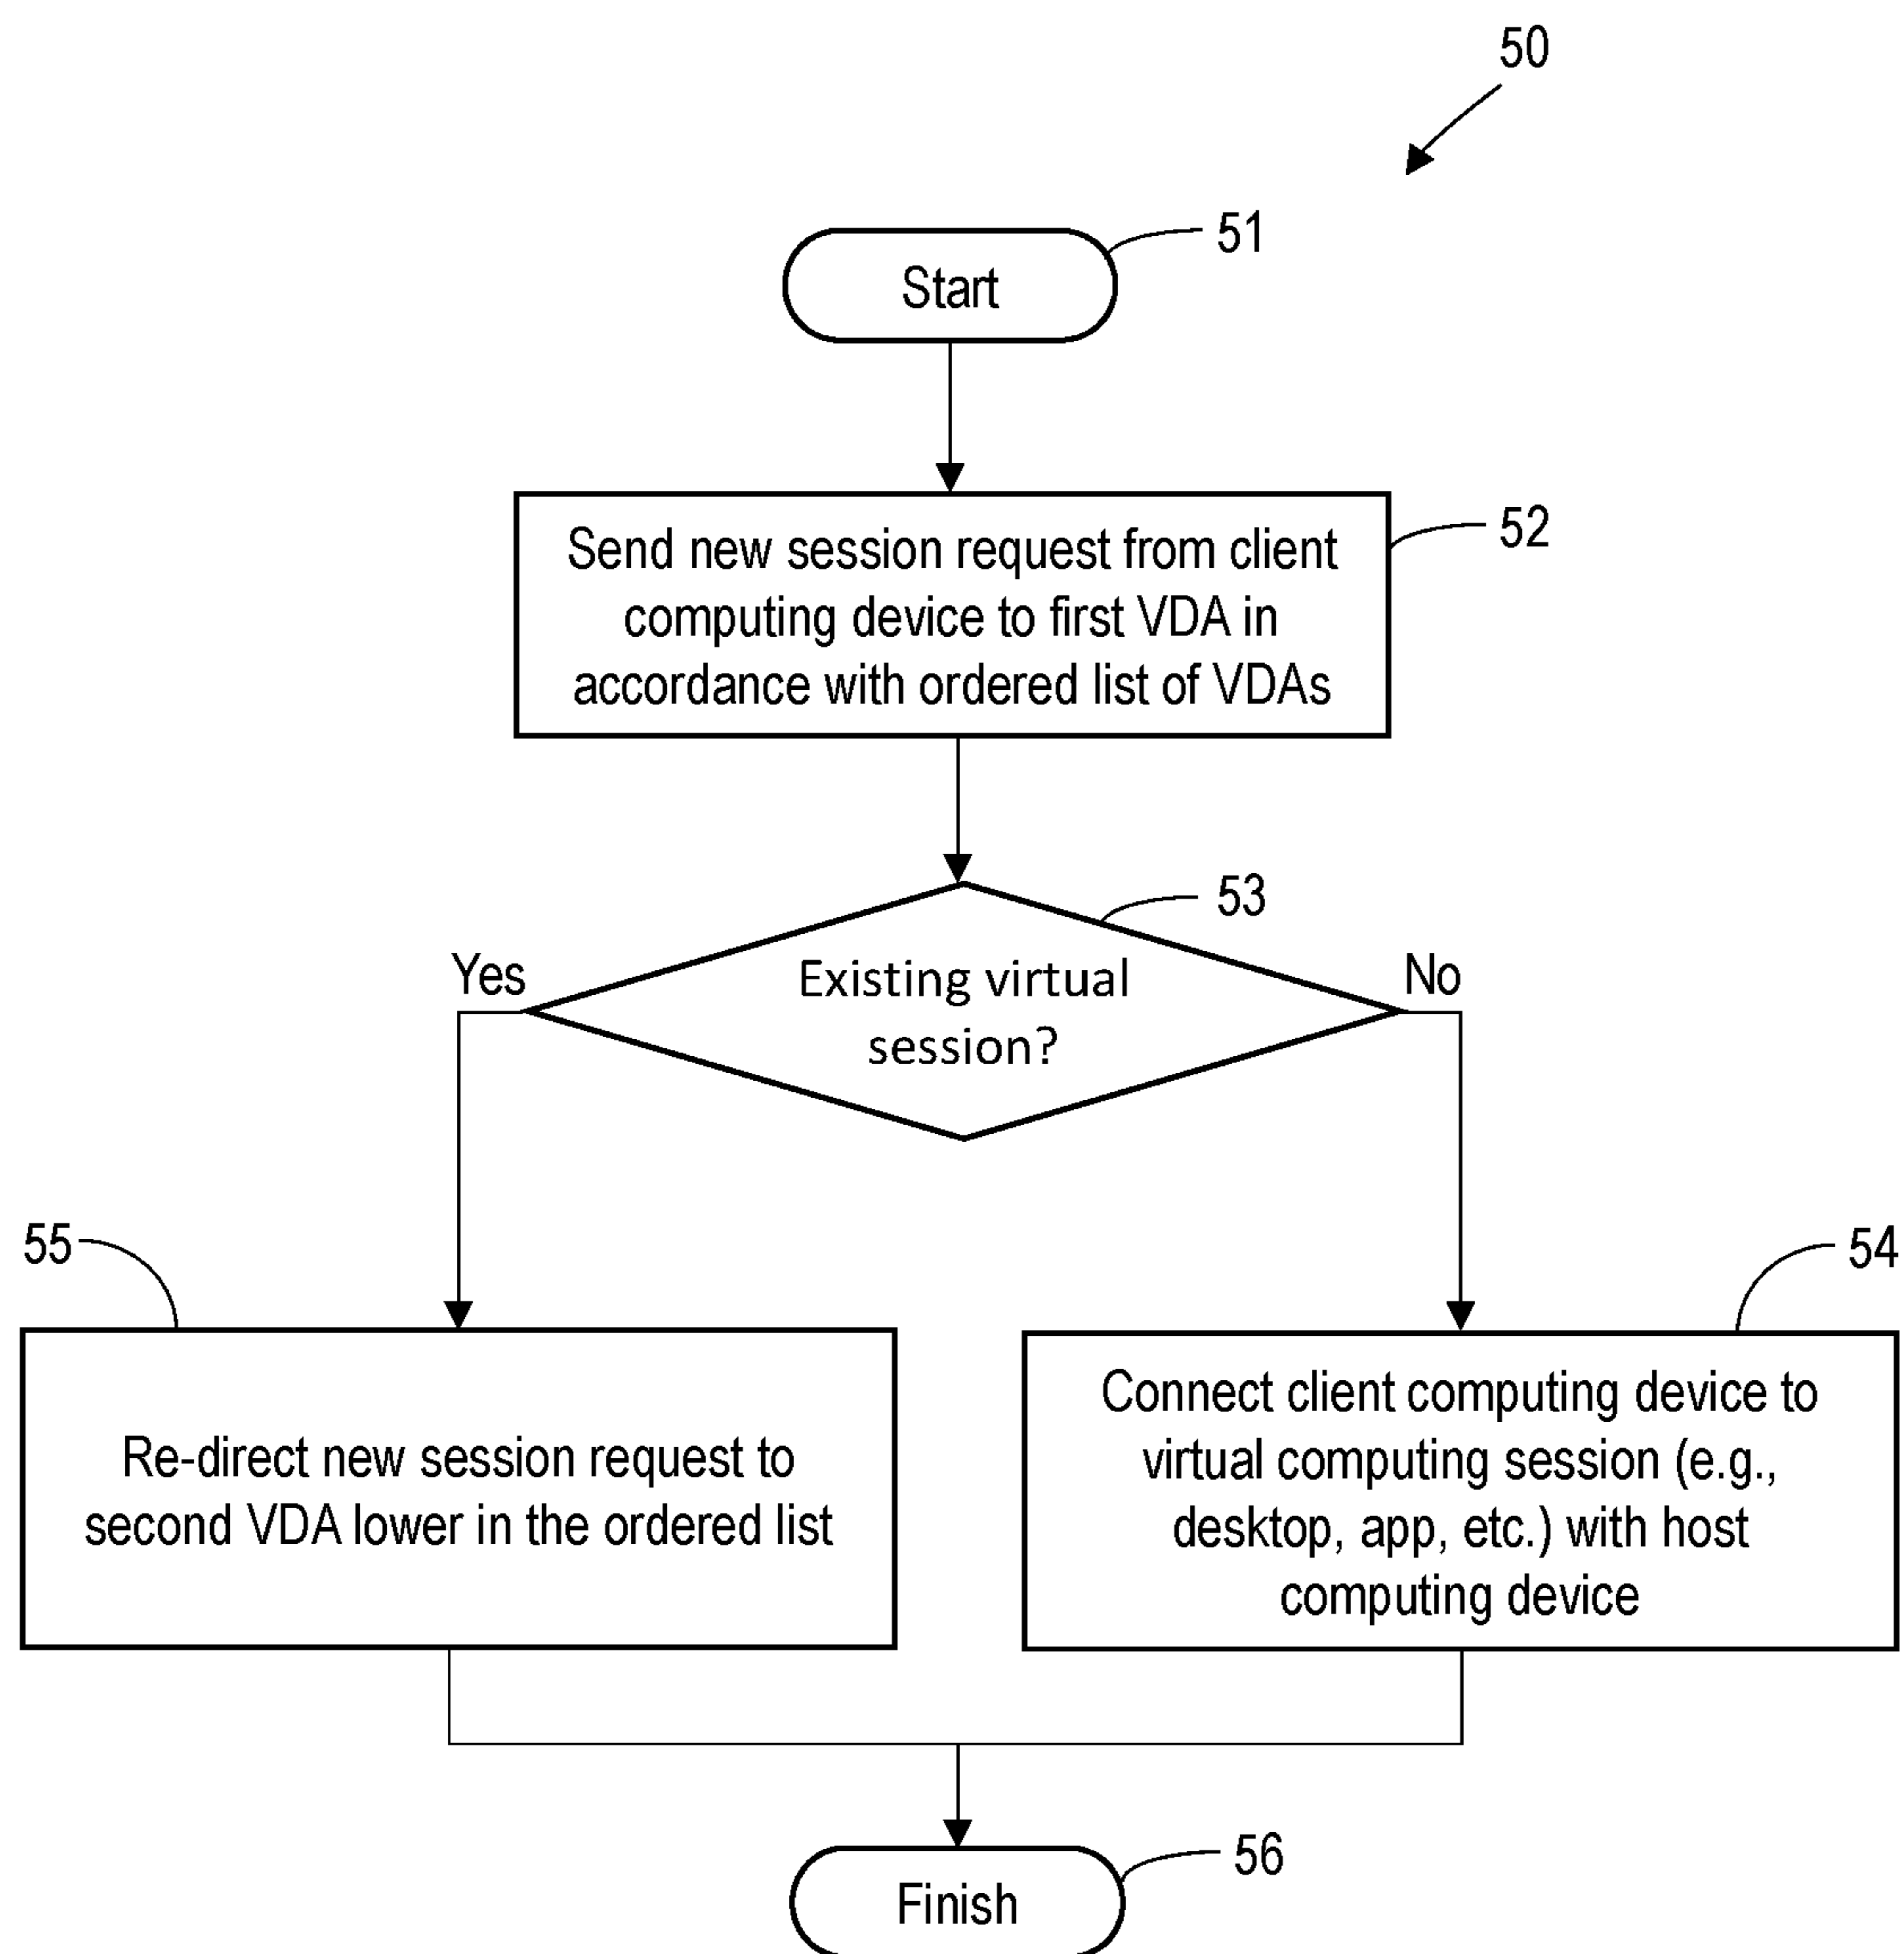 50
51
Start
52
Send new session request from client
computing device to first VDA in
accordance with ordered list of VDAs
53
Yes
No
Existing virtual
session?
55
54
Re-direct new session request to
second VDA lower in the ordered list
Connect client computing device to
virtual computing session (e.g.,
desktop, app, etc.) with host
computing device
56
Finish